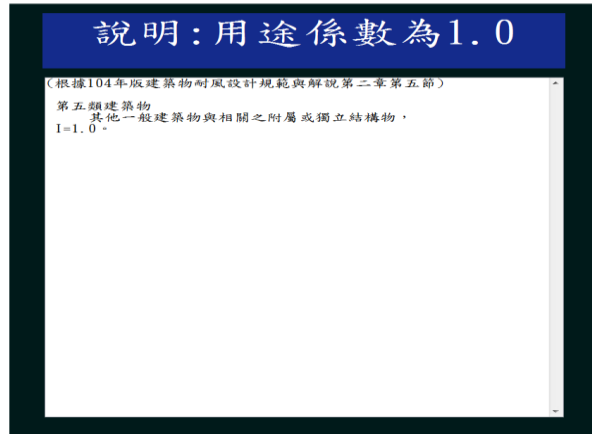 說明:用途係數為1.0
(根據104年版建築物耐風設計規範與解說第二章第五節)
第五類建築物
其他一般建築物與相關之附屬或獨立結構物，
I=1.0。